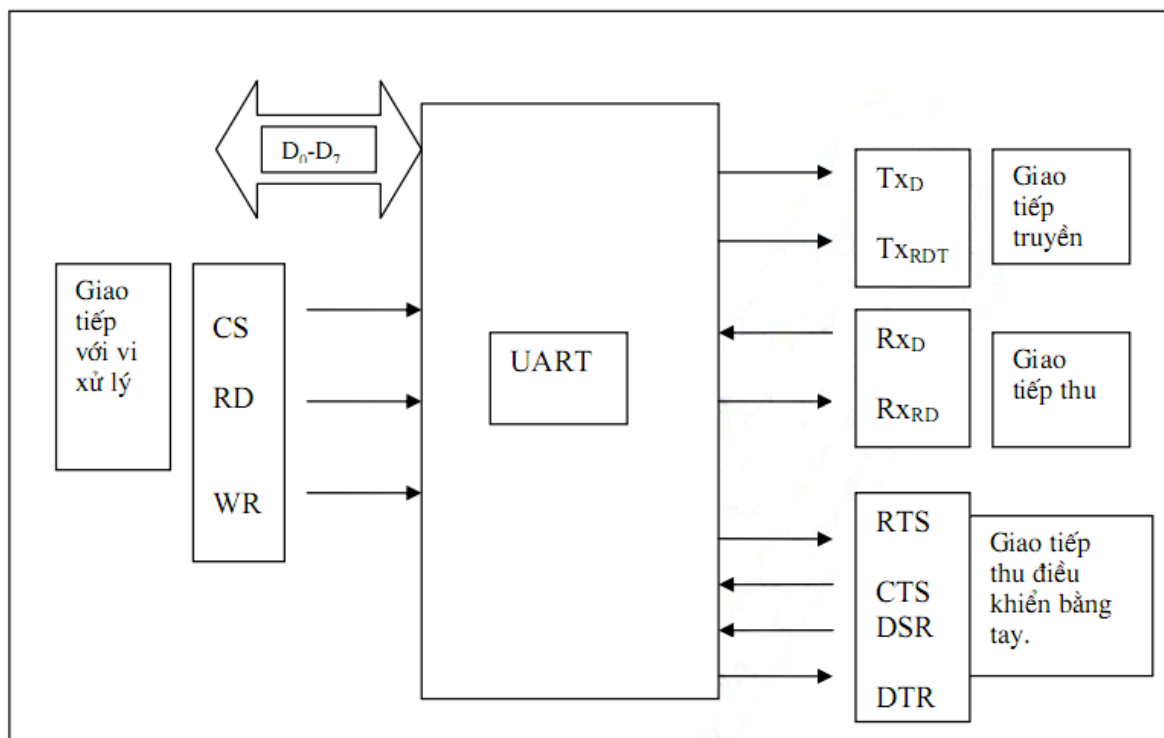 D₀-D₇
Giao
tiếp
với vi
xử lý
CS
RD
WR
UART
TxD
TxRDT
Giao
tiếp
truyền
RxD
RxRD
Giao
tiếp thu
RTS
CTS
DSR
DTR
Giao tiếp
thu điều
khiển bằng
tay.